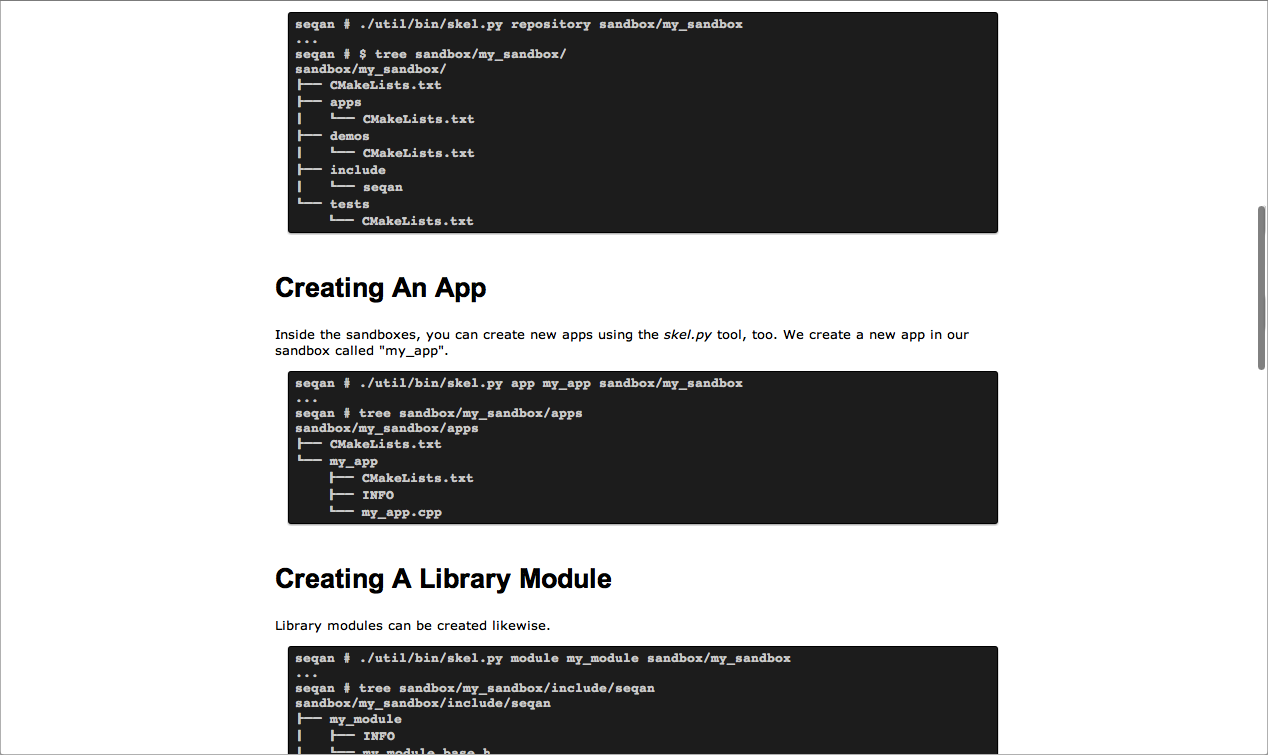 seqan # ./util/bin/skel.py repository sandbox/my_sandbox
...
seqan # $ tree sandbox/my_sandbox/
sandbox/my_sandbox/
├── CMakeLists.txt
├── apps
│   └── CMakeLists.txt
├── demos
│   └── CMakeLists.txt
├── include
│   └── seqan
└── tests
    └── CMakeLists.txt
Creating An App
Inside the sandboxes, you can create new apps using the skel.py tool, too. We create a new app in our
sandbox called "my_app".
seqan # ./util/bin/skel.py app my_app sandbox/my_sandbox
...
seqan # tree sandbox/my_sandbox/apps
sandbox/my_sandbox/apps
├── CMakeLists.txt
└── my_app
    ├── CMakeLists.txt
    ├── INFO
    └── my_app.cpp
Creating A Library Module
Library modules can be created likewise.
seqan # ./util/bin/skel.py module my_module sandbox/my_sandbox
...
seqan # tree sandbox/my_sandbox/include/seqan
sandbox/my_sandbox/include/seqan
├── my_module
│   ├── INFO
│   └── my_module_base.h